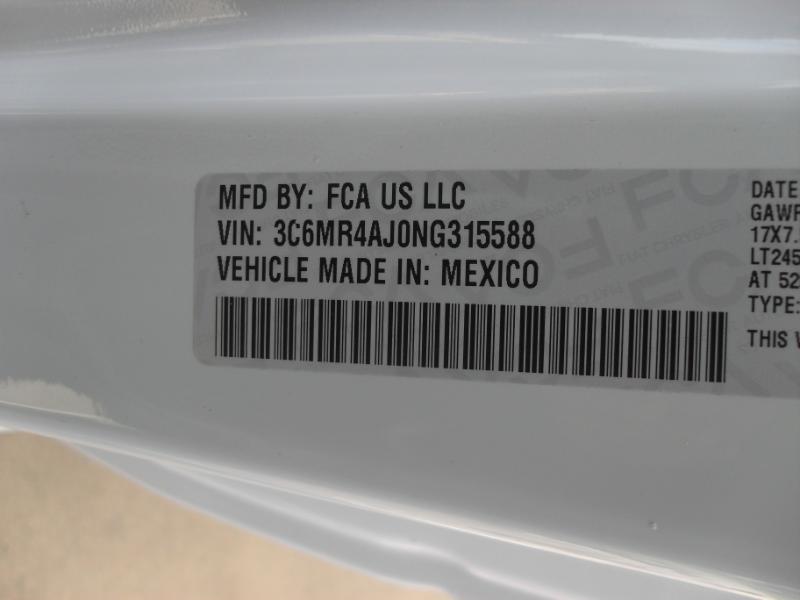 MFD BY: FCA US LLC
VIN: 3C6MR4AJ0NG315588
VEHICLE MADE IN: MEXICO
DATE
GAWR
17X7.
LT245
AT 52
TYPE:
THIS